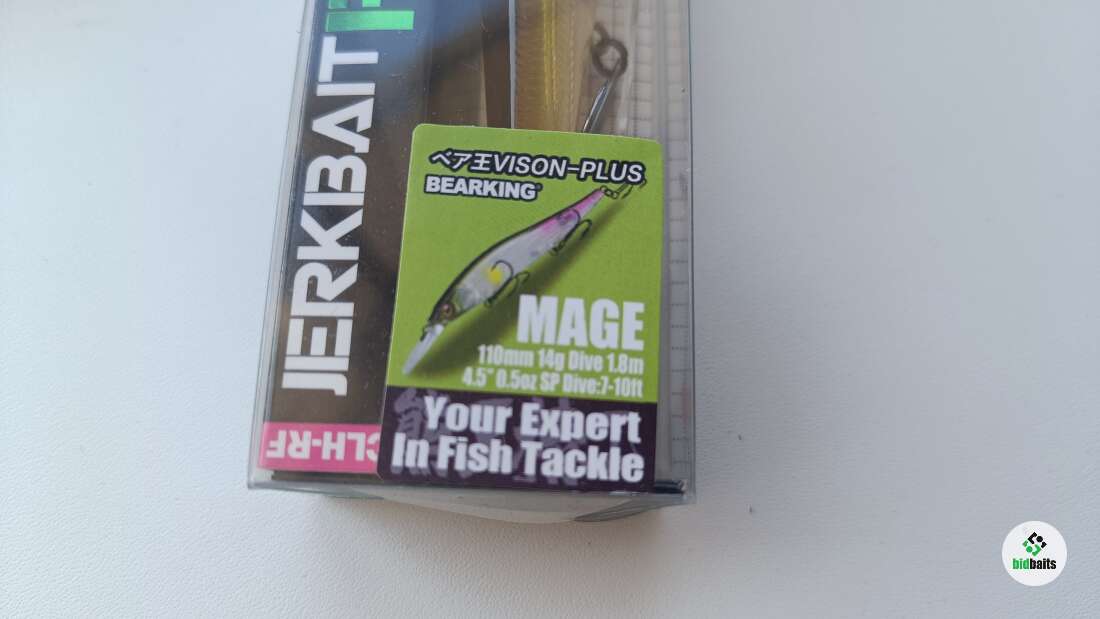 JERKBAIT
CLH-RF
ベア王VISON-PLUS
BEARKING®
MAGE
110mm 14g Dive 1.8m
4.5" 0.5oz SP Dive:7-10ft
Your Expert
In Fish Tackle
bidbaits